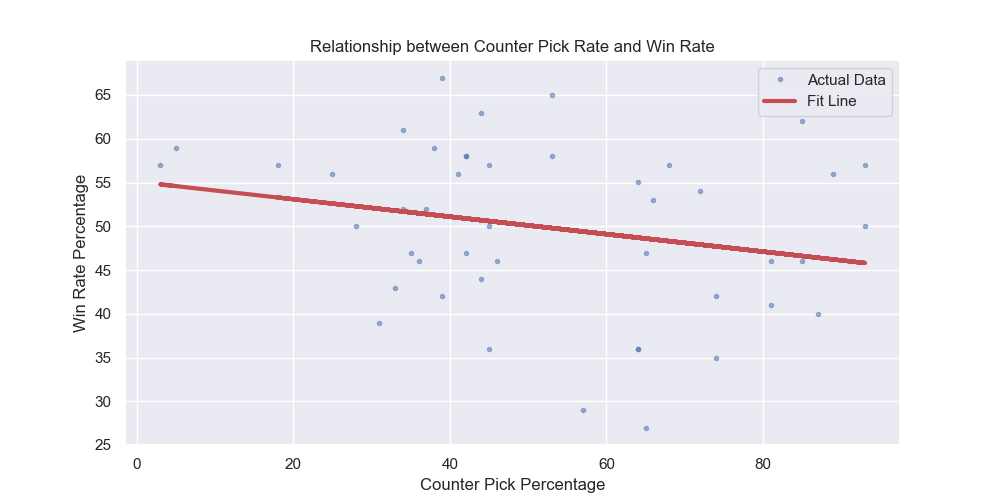 Relationship between Counter Pick Rate and Win Rate
Actual Data
Fit Line
Win Rate Percentage
65
60
55
50
45
40
35
30
25
0 20 40 60 80
Counter Pick Percentage